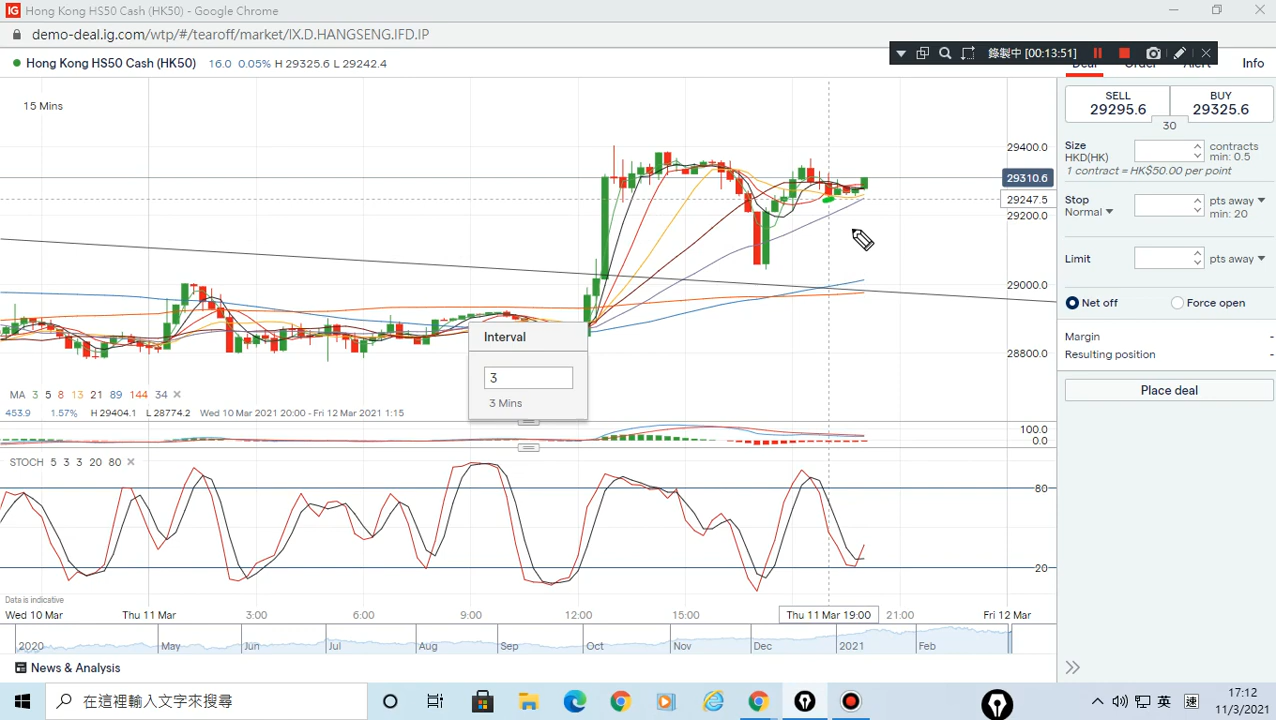 IG Hong Kong HS50 Cash (HK50) - Google Chrome
demo-deal.ig.com/wtp/#/tearoff/market/IX.D.HANGSENG.IFD.IP
錄製中 [00:13:51]
Hong Kong HS50 Cash (HK50) 16.0 0.05% H 29325.6 L 29242.4
Info
15 Mins
SELL
29295.6
BUY
29325.6
30
Size
HKD(HK)
contracts
min: 0.5
1 contract = HK$50.00 per point
Stop
Normal
pts away
min: 20
Limit
pts away
Net off
Force open
Margin -
Resulting position -
Place deal
29400.0
29310.6
29247.5
29200.0
29000.0
28800.0
Interval
3
3 Mins
MA 3 5 8 13 21 89 144 34
453.9 1.57% H 29404.1 L 28774.2 Wed 10 Mar 2021 20:00 - Fri 12 Mar 2021 1:15
100.0
0.0
STOCH 5 3 3 20 80
80
20
Data is indicative
Wed 10 Mar Thu 11 Mar 3:00 6:00 9:00 12:00 15:00 Thu 11 Mar 19:00 21:00 Fri 12 Mar
2020 May Jun Jul Aug Sep Oct Nov Dec 2021 Feb
News & Analysis
在這裡輸入文字來搜尋
英
17:12
11/3/2021